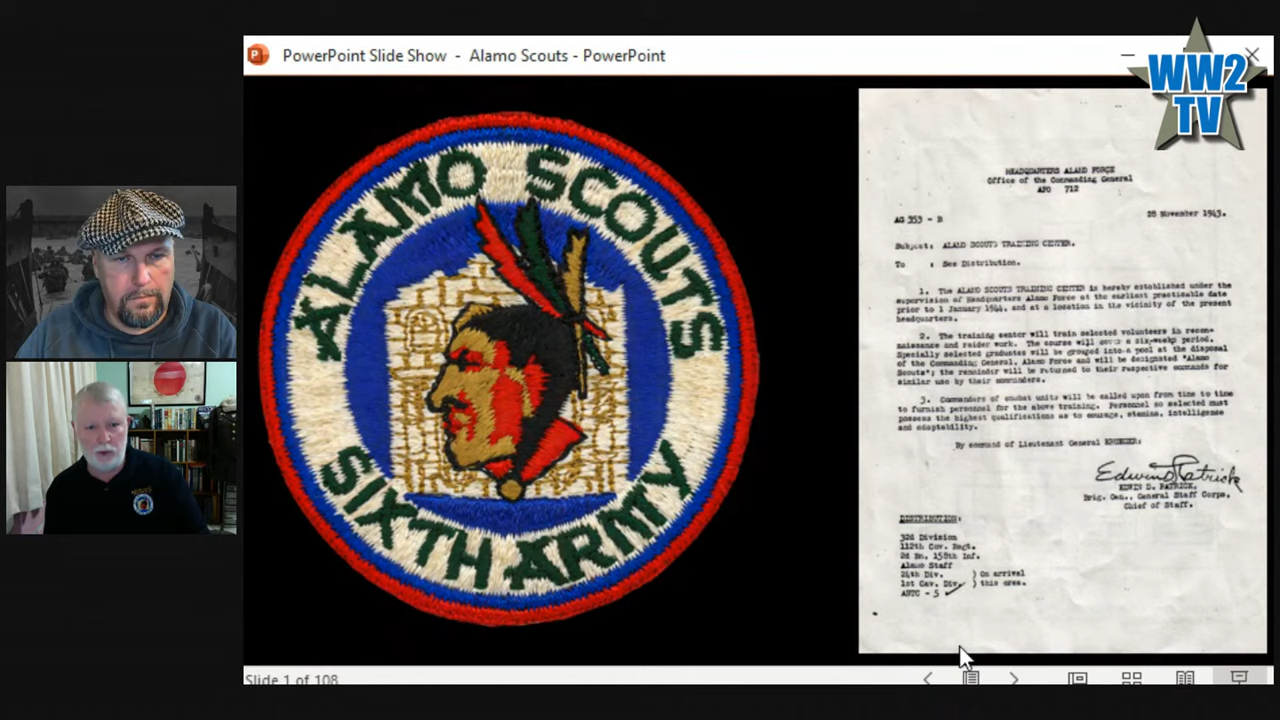 PowerPoint Slide Show - Alamo Scouts - PowerPoint
WW2
TV
ALAMO SCOUTS
SIXTH ARMY
HEADQUARTERS ALAMO FORCE
Office of the Commanding General
APO 712
AG 353 - B
28 November 1943.
Subject: ALAMO SCOUTS TRAINING CENTER.
To : See Distribution.
1. The ALAMO SCOUTS TRAINING CENTER is hereby established under the
supervision of Headquarters Alamo Force at the earliest practicable date
prior to 1 January 1944, and at a location in the vicinity of the present
headquarters.
2. The training center will train selected volunteers in recon-
naissance and raider work. The course will cover a six-weeks period.
Specially selected graduates will be grouped into a pool at the disposal
of the Commanding General, Alamo Force and will be designated "Alamo
Scouts"; the remainder will be returned to their respective commands for
similar use by their commanders.
3. Commanders of combat units will be called upon from time to time
to furnish personnel for the above training. Personnel so selected must
possess the highest qualifications as to courage, stamina, intelligence
and adaptability.
By command of Lieutenant General KRUEGER:
Edwin D Patrick
EDWIN D. PATRICK,
Brig. Gen., General Staff Corps,
Chief of Staff.
DISTRIBUTION:
32d Division
112th Cav. Regt.
2d Bn. 158th Inf.
Alamo Staff
24th Div. ) On arrival
1st Cav. Div. ) this area.
ASTC - 5
Slide 1 of 108